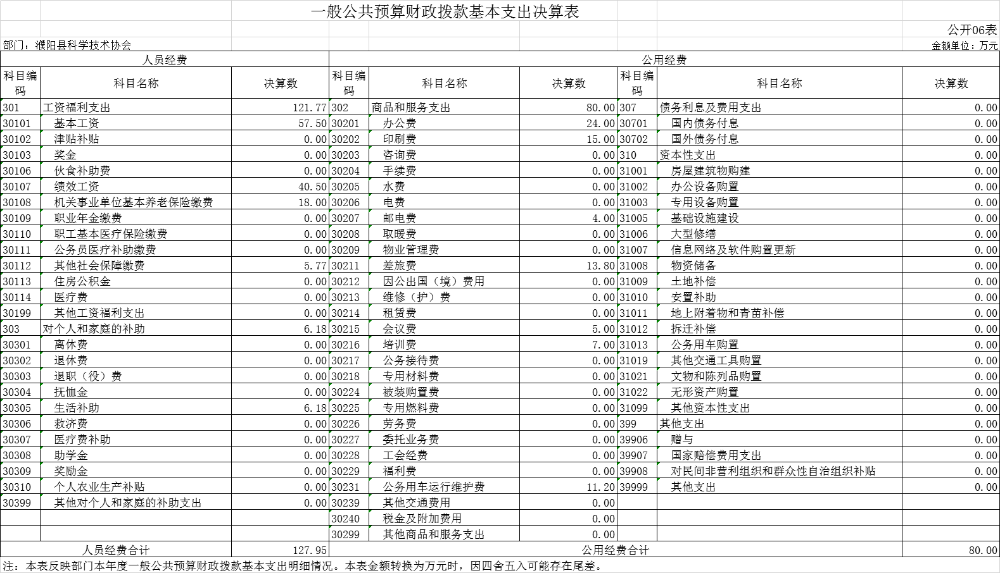 一般公共预算财政拨款基本支出决算表
公开06表
部门：濮阳县科学技术协会 金额单位：万元
人员经费 公用经费
科目编码 科目名称 决算数 科目编码 科目名称 决算数 科目编码 科目名称 决算数
301 工资福利支出 121.77 302 商品和服务支出 80.00 307 债务利息及费用支出 0.00
30101 基本工资 57.50 30201 办公费 24.00 30701 国内债务付息 0.00
30102 津贴补贴 0.00 30202 印刷费 15.00 30702 国外债务付息 0.00
30103 奖金 0.00 30203 咨询费 0.00 310 资本性支出 0.00
30106 伙食补助费 0.00 30204 手续费 0.00 31001 房屋建筑物购建 0.00
30107 绩效工资 40.50 30205 水费 0.00 31002 办公设备购置 0.00
30108 机关事业单位基本养老保险缴费 18.00 30206 电费 0.00 31003 专用设备购置 0.00
30109 职业年金缴费 0.00 30207 邮电费 4.00 31005 基础设施建设 0.00
30110 职工基本医疗保险缴费 0.00 30208 取暖费 0.00 31006 大型修缮 0.00
30111 公务员医疗补助缴费 0.00 30209 物业管理费 0.00 31007 信息网络及软件购置更新 0.00
30112 其他社会保障缴费 5.77 30211 差旅费 13.80 31008 物资储备 0.00
30113 住房公积金 0.00 30212 因公出国（境）费用 0.00 31009 土地补偿 0.00
30114 医疗费 0.00 30213 维修（护）费 0.00 31010 安置补助 0.00
30199 其他工资福利支出 0.00 30214 租赁费 0.00 31011 地上附着物和青苗补偿 0.00
303 对个人和家庭的补助 6.18 30215 会议费 5.00 31012 拆迁补偿 0.00
30301 离休费 0.00 30216 培训费 7.00 31013 公务用车购置 0.00
30302 退休费 0.00 30217 公务接待费 0.00 31019 其他交通工具购置 0.00
30303 退职（役）费 0.00 30218 专用材料费 0.00 31021 文物和陈列品购置 0.00
30304 抚恤金 0.00 30224 被装购置费 0.00 31022 无形资产购置 0.00
30305 生活补助 6.18 30225 专用燃料费 0.00 31099 其他资本性支出 0.00
30306 救济费 0.00 30226 劳务费 0.00 399 其他支出 0.00
30307 医疗费补助 0.00 30227 委托业务费 0.00 39906 赠与 0.00
30308 助学金 0.00 30228 工会经费 0.00 39907 国家赔偿费用支出 0.00
30309 奖励金 0.00 30229 福利费 0.00 39908 对民间非营利组织和群众性自治组织补贴 0.00
30310 个人农业生产补贴 0.00 30231 公务用车运行维护费 11.20 39999 其他支出 0.00
30399 其他对个人和家庭的补助支出 0.00 30239 其他交通费用 0.00
30240 税金及附加费用 0.00
30299 其他商品和服务支出 0.00
人员经费合计 127.95 公用经费合计 80.00
注：本表反映部门本年度一般公共预算财政拨款基本支出明细情况。本表金额转换为万元时，因四舍五入可能存在尾差。